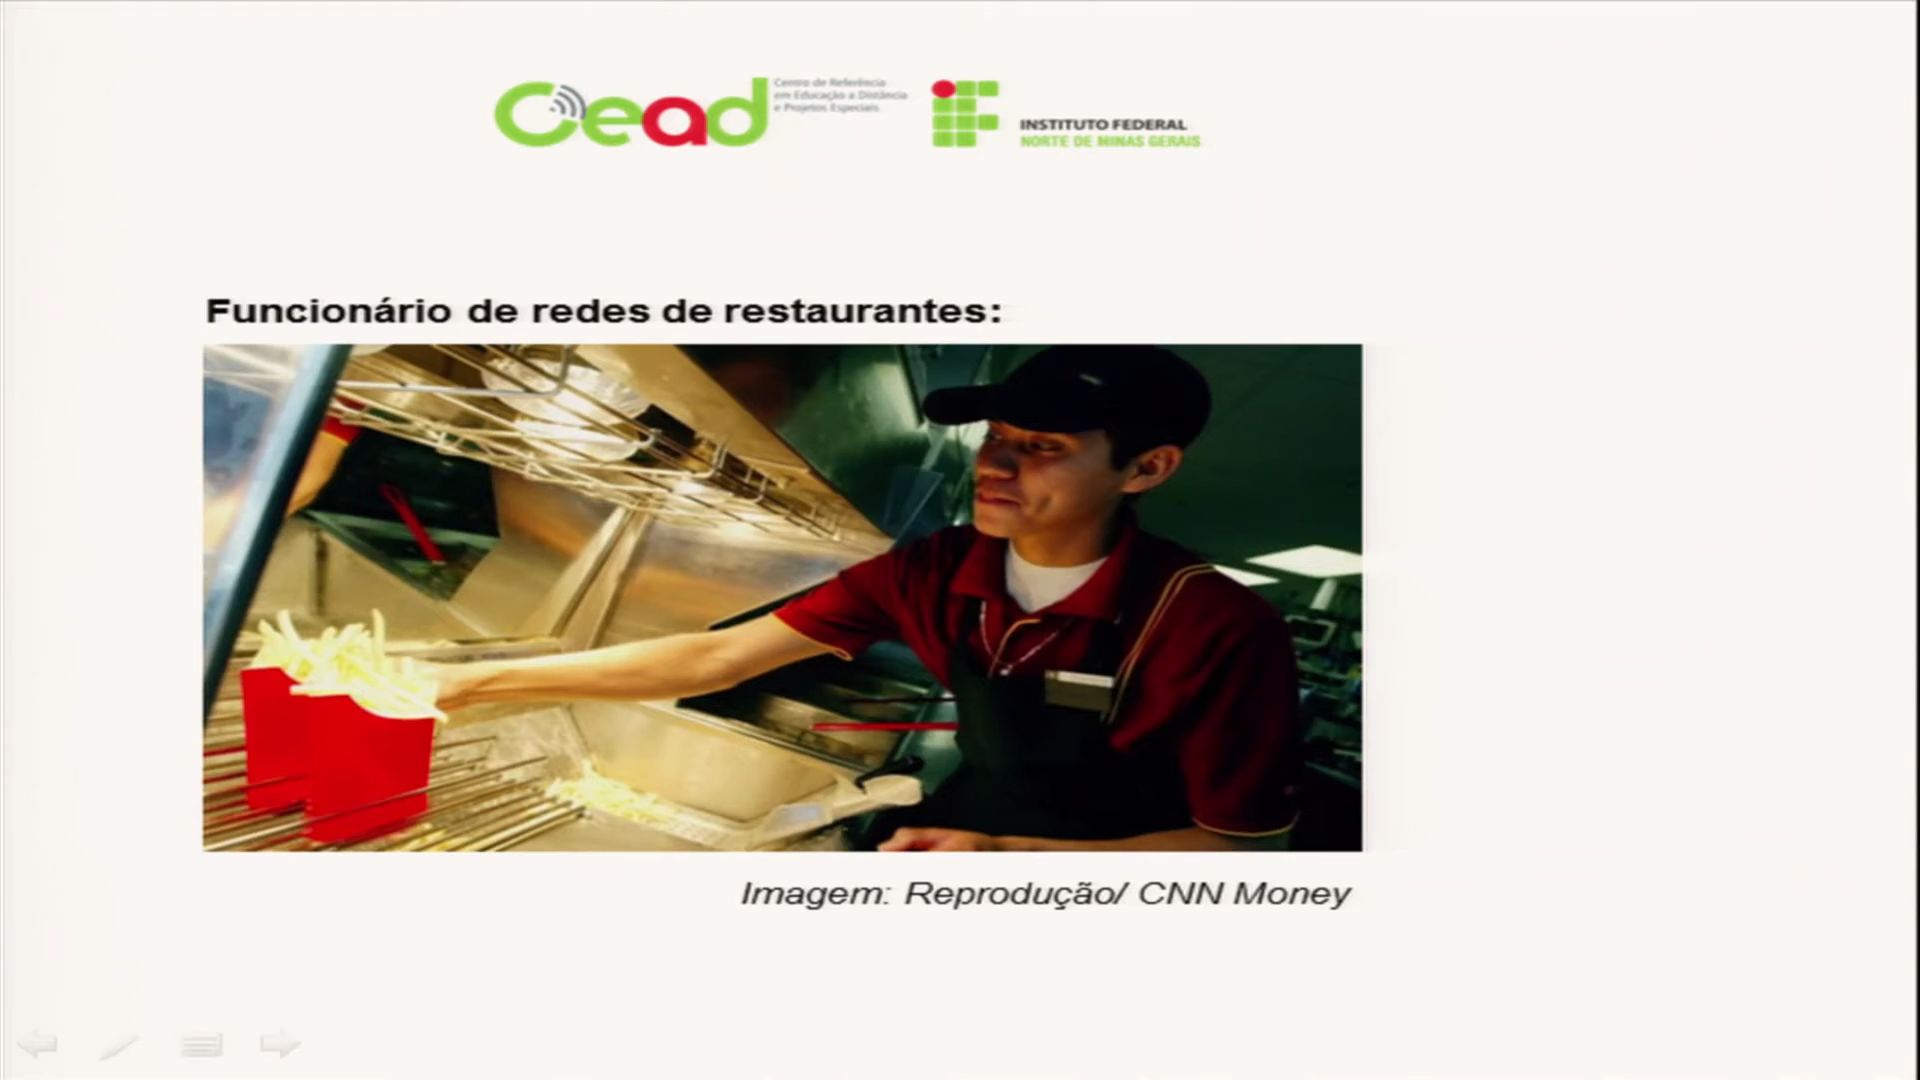 Cead
Centro de Referência
em Educação a Distância
e Projetos Especiais
INSTITUTO FEDERAL
NORTE DE MINAS GERAIS
Funcionário de redes de restaurantes:
Imagem: Reprodução/ CNN Money